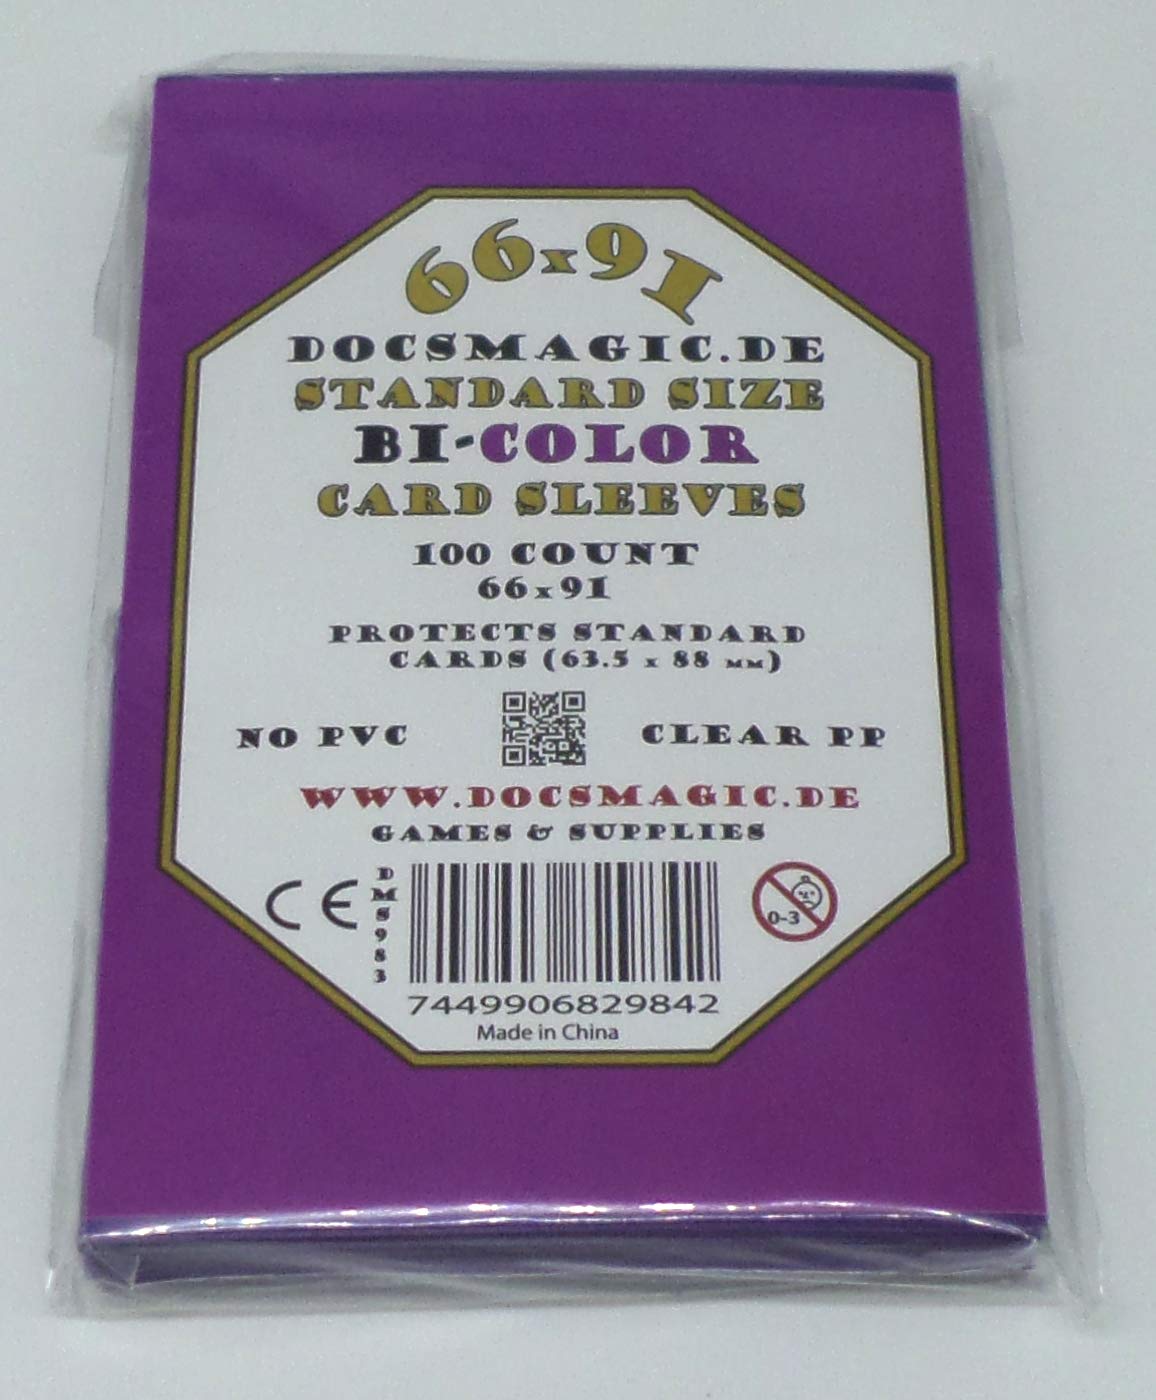 66x91
DOCSMAGIC.DE
STANDARD SIZE
BI-COLOR
CARD SLEEVES
100 COUNT
66x91
PROTECTS STANDARD
CARDS (63.5 x 88 MM)
NO PVC
CLEAR PP
WWW.DOCSMAGIC.DE
GAMES & SUPPLIES
CE
DMS983
0-3
7449906829842
Made in China